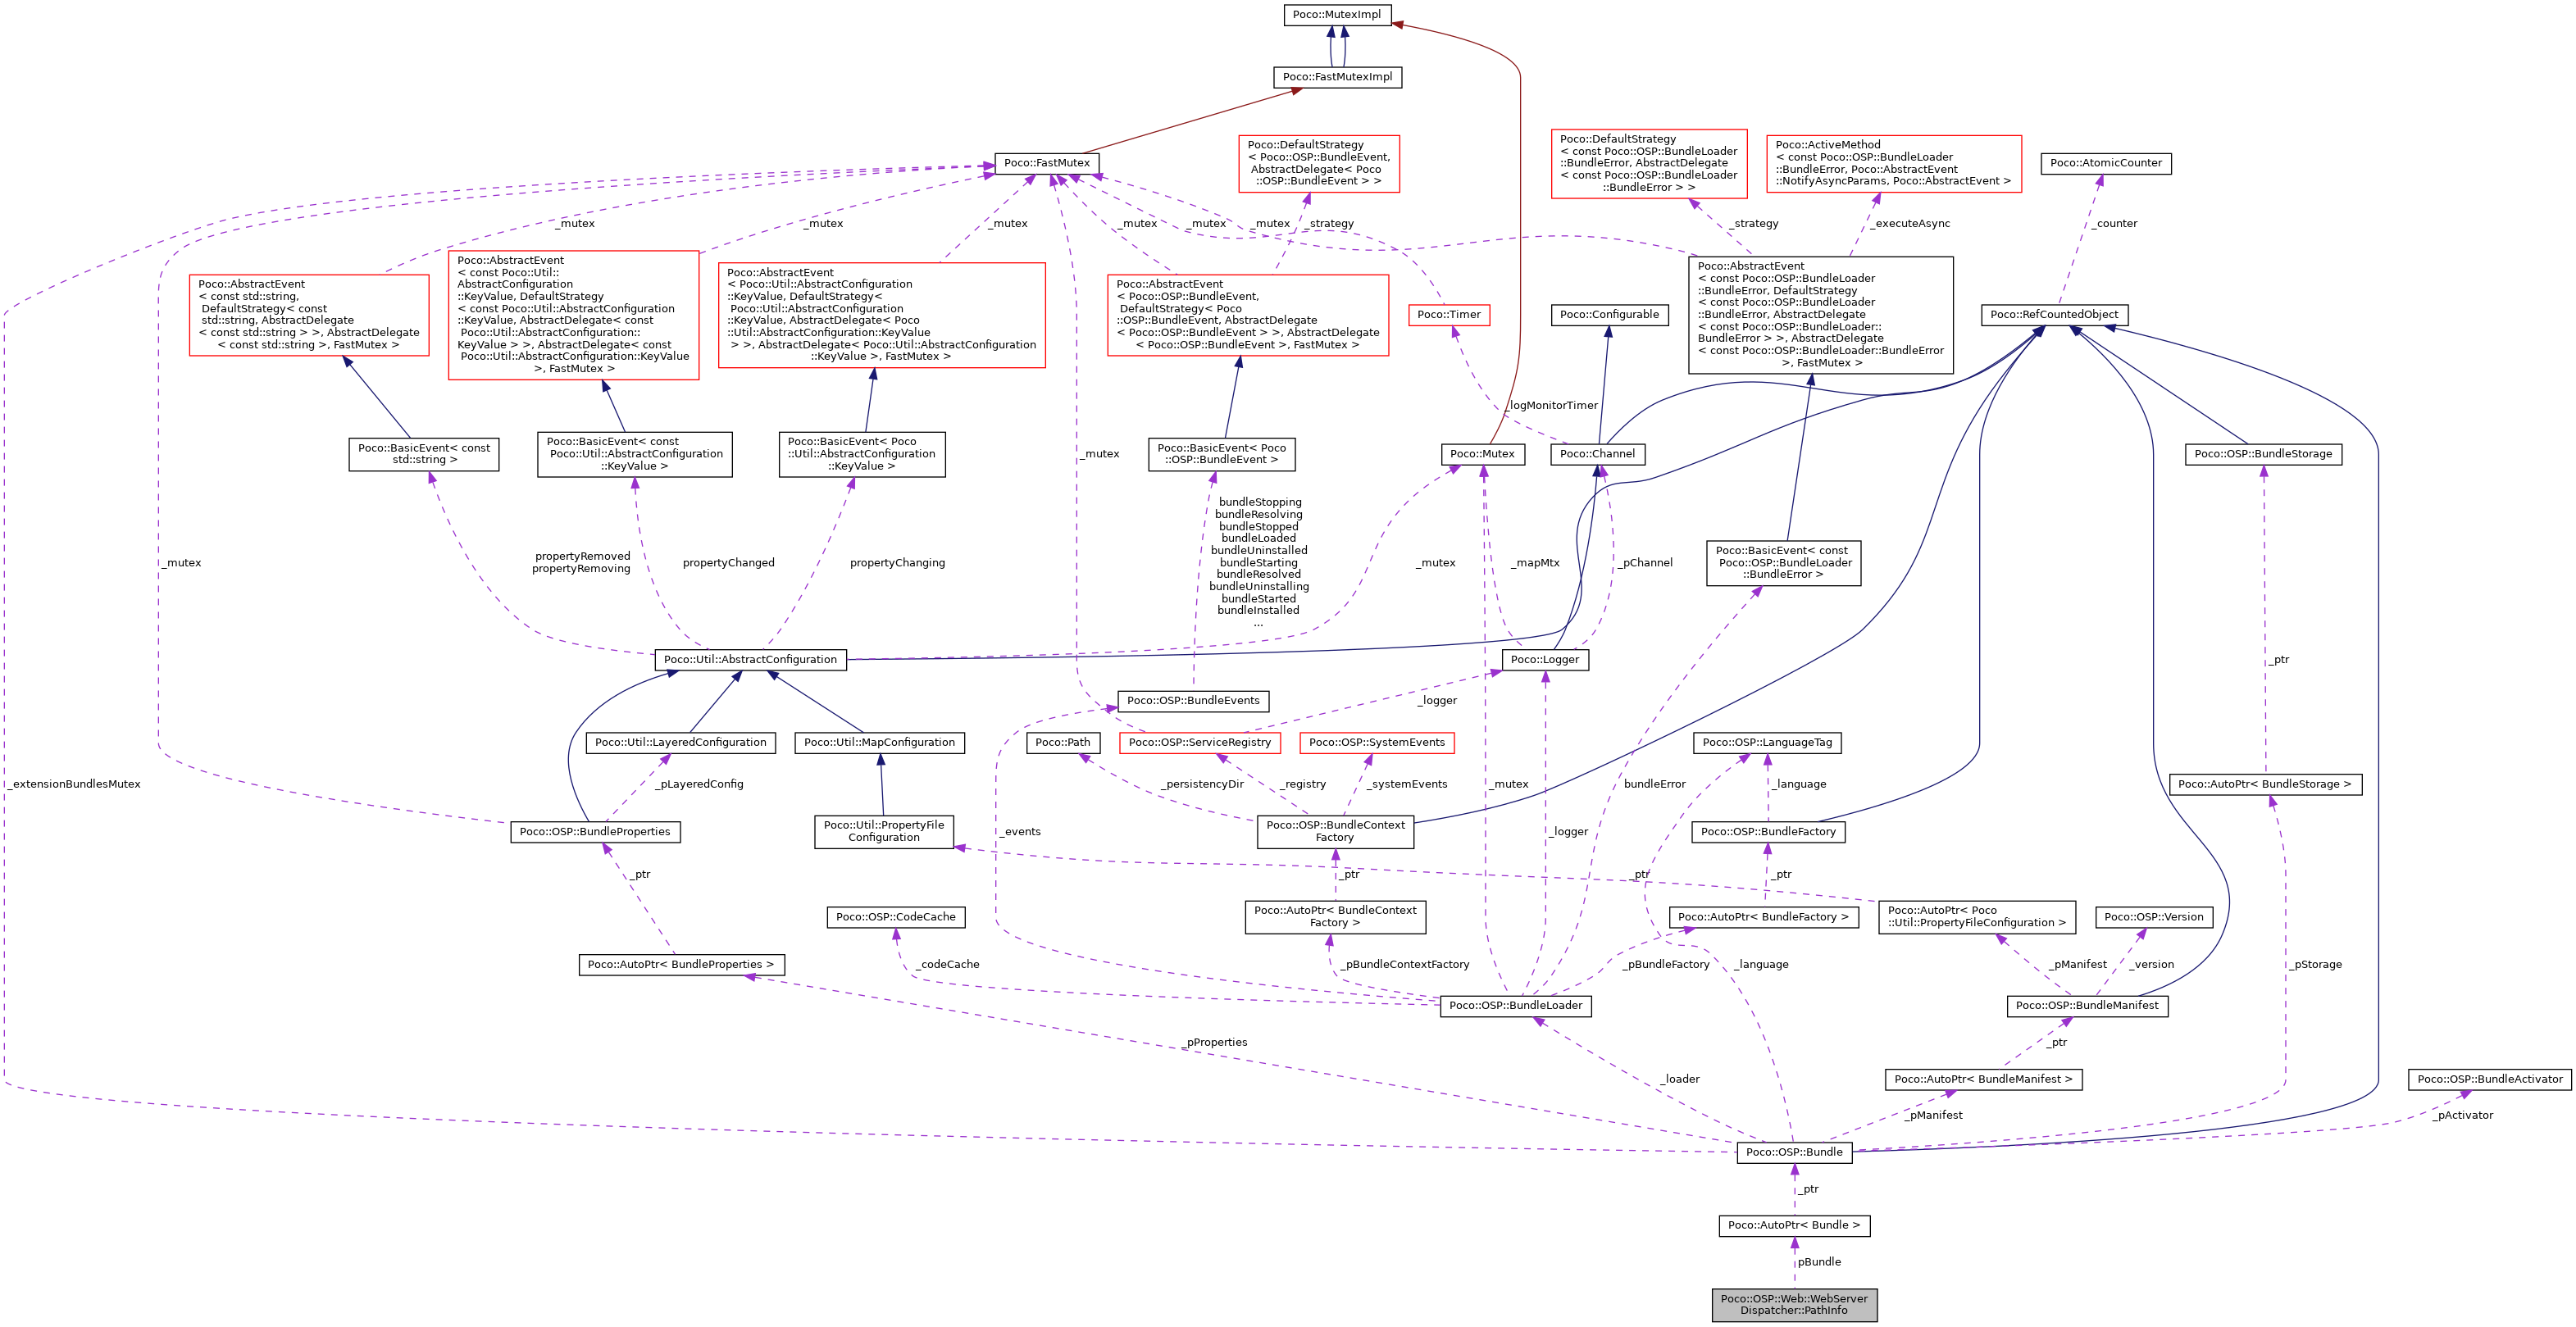 Poco::MutexImpl
Poco::FastMutexImpl
Poco::FastMutex
Poco::DefaultStrategy
< Poco::OSP::BundleEvent,
AbstractDelegate< Poco
::OSP::BundleEvent > >
Poco::DefaultStrategy
< const Poco::OSP::BundleLoader
::BundleError, AbstractDelegate
< const Poco::OSP::BundleLoader
::BundleError > >
Poco::ActiveMethod
< const Poco::OSP::BundleLoader
::BundleError, Poco::AbstractEvent
::NotifyAsyncParams, Poco::AbstractEvent >
Poco::AtomicCounter
_mutex
_mutex
_mutex
_mutex
_mutex
_mutex
_strategy
_strategy
_executeAsync
_counter
Poco::AbstractEvent
< const std::string,
DefaultStrategy< const
std::string, AbstractDelegate
< const std::string > >, AbstractDelegate
< const std::string >, FastMutex >
Poco::AbstractEvent
< const Poco::Util::
AbstractConfiguration
::KeyValue, DefaultStrategy
< const Poco::Util::AbstractConfiguration
::KeyValue, AbstractDelegate< const
Poco::Util::AbstractConfiguration::
KeyValue > >, AbstractDelegate< const
Poco::Util::AbstractConfiguration::KeyValue
>, FastMutex >
Poco::AbstractEvent
< Poco::Util::AbstractConfiguration
::KeyValue, DefaultStrategy<
Poco::Util::AbstractConfiguration
::KeyValue, AbstractDelegate< Poco
::Util::AbstractConfiguration::KeyValue
> >, AbstractDelegate< Poco::Util::AbstractConfiguration
::KeyValue >, FastMutex >
Poco::AbstractEvent
< Poco::OSP::BundleEvent,
DefaultStrategy< Poco
::OSP::BundleEvent, AbstractDelegate
< Poco::OSP::BundleEvent > >, AbstractDelegate
< Poco::OSP::BundleEvent >, FastMutex >
Poco::Timer
Poco::Configurable
Poco::AbstractEvent
< const Poco::OSP::BundleLoader
::BundleError, DefaultStrategy
< const Poco::OSP::BundleLoader
::BundleError, AbstractDelegate
< const Poco::OSP::BundleLoader::
BundleError > >, AbstractDelegate
< const Poco::OSP::BundleLoader::BundleError
>, FastMutex >
Poco::RefCountedObject
_logMonitorTimer
Poco::BasicEvent< const
std::string >
Poco::BasicEvent< const
Poco::Util::AbstractConfiguration
::KeyValue >
Poco::BasicEvent< Poco
::Util::AbstractConfiguration
::KeyValue >
_mutex
Poco::BasicEvent< Poco
::OSP::BundleEvent >
Poco::Mutex
Poco::Channel
Poco::OSP::BundleStorage
bundleStopping
bundleResolving
bundleStopped
bundleLoaded
bundleUninstalled
bundleStarting
bundleResolved
bundleUninstalling
bundleStarted
bundleInstalled
...
_mutex
propertyRemoved
propertyRemoving
propertyChanged
propertyChanging
_mutex
_mapMtx
_pChannel
Poco::BasicEvent< const
Poco::OSP::BundleLoader
::BundleError >
Poco::Util::AbstractConfiguration
Poco::Logger
_ptr
Poco::OSP::BundleEvents
_logger
Poco::Util::LayeredConfiguration
Poco::Util::MapConfiguration
Poco::Path
Poco::OSP::ServiceRegistry
Poco::OSP::SystemEvents
Poco::OSP::LanguageTag
_extensionBundlesMutex
_pLayeredConfig
_persistencyDir
_registry
_systemEvents
_mutex
bundleError
_language
Poco::AutoPtr< BundleStorage >
Poco::OSP::BundleProperties
Poco::Util::PropertyFile
Configuration
_events
Poco::OSP::BundleContext
Factory
_logger
Poco::OSP::BundleFactory
_ptr
_ptr
_ptr
_ptr
Poco::OSP::CodeCache
Poco::AutoPtr< BundleContext
Factory >
Poco::AutoPtr< BundleFactory >
Poco::AutoPtr< Poco
::Util::PropertyFileConfiguration >
Poco::OSP::Version
Poco::AutoPtr< BundleProperties >
_codeCache
_pBundleContextFactory
_pBundleFactory
_language
_pManifest
_version
_pStorage
Poco::OSP::BundleLoader
Poco::OSP::BundleManifest
_pProperties
_ptr
_loader
Poco::AutoPtr< BundleManifest >
Poco::OSP::BundleActivator
_pManifest
_pActivator
Poco::OSP::Bundle
_ptr
Poco::AutoPtr< Bundle >
pBundle
Poco::OSP::Web::WebServer
Dispatcher::PathInfo